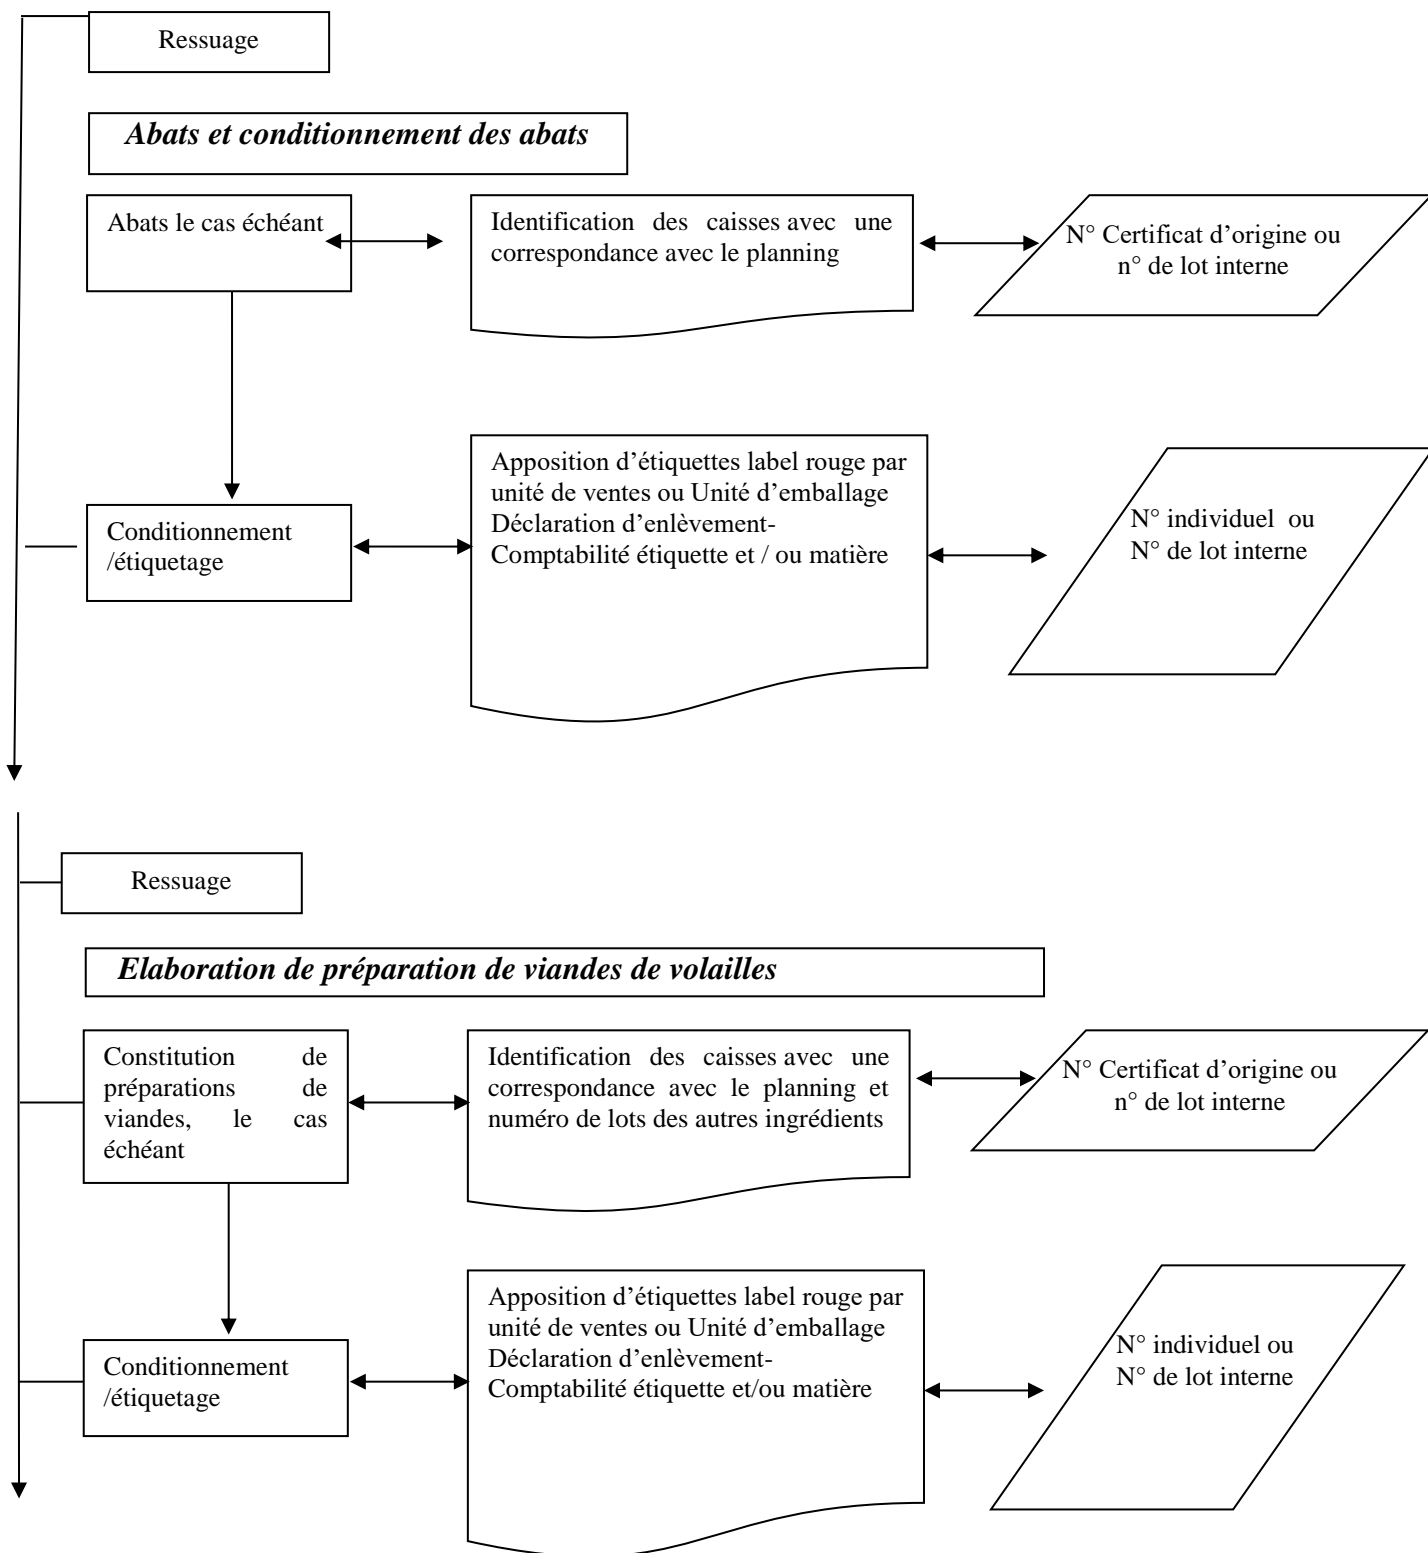 Ressuage
Abats et conditionnement des abats
Abats le cas échéant
Identification des caisses avec une
correspondance avec le planning
N° Certificat d’origine ou
n° de lot interne
Apposition d’étiquettes label rouge par
unité de ventes ou Unité d’emballage
Déclaration d’enlèvement-
Comptabilité étiquette et / ou matière
N° individuel ou
N° de lot interne
Conditionnement
/étiquetage
Ressuage
Elaboration de préparation de viandes de volailles
Constitution de
préparations de
viandes, le cas
échéant
Identification des caisses avec une
correspondance avec le planning et
numéro de lots des autres ingrédients
N° Certificat d’origine ou
n° de lot interne
Apposition d’étiquettes label rouge par
unité de ventes ou Unité d’emballage
Déclaration d’enlèvement-
Comptabilité étiquette et/ou matière
N° individuel ou
N° de lot interne
Conditionnement
/étiquetage